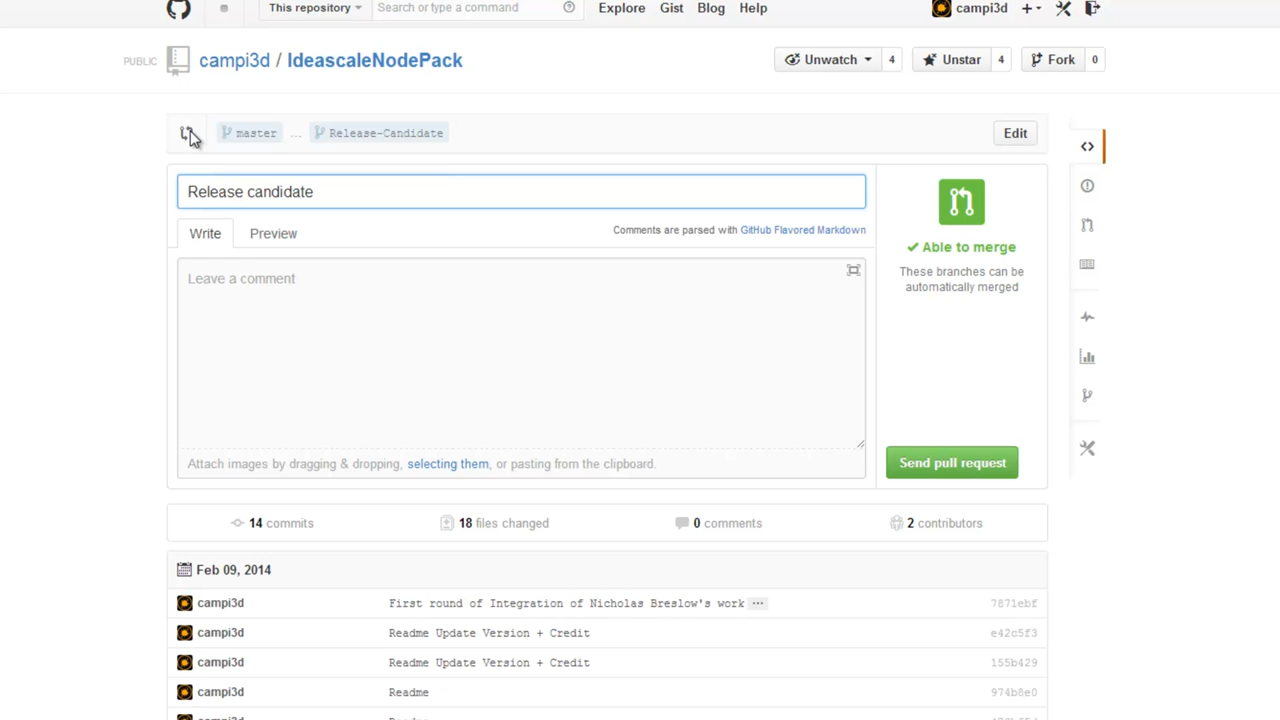 This repository Search or type a command Explore Gist Blog Help campi3d
PUBLIC campi3d / IdeascaleNodePack Unwatch 4 Unstar 4 Fork 0
master ... Release-Candidate Edit
Release candidate
Write Preview Comments are parsed with GitHub Flavored Markdown
Able to merge
Leave a comment
These branches can be
automatically merged
Attach images by dragging & dropping, selecting them, or pasting from the clipboard.
Send pull request
14 commits 18 files changed 0 comments 2 contributors
Feb 09, 2014
campi3d First round of Integration of Nicholas Breslow's work ... 7871ebf
campi3d Readme Update Version + Credit e42c5f3
campi3d Readme Update Version + Credit 155b429
campi3d Readme 974b8e0